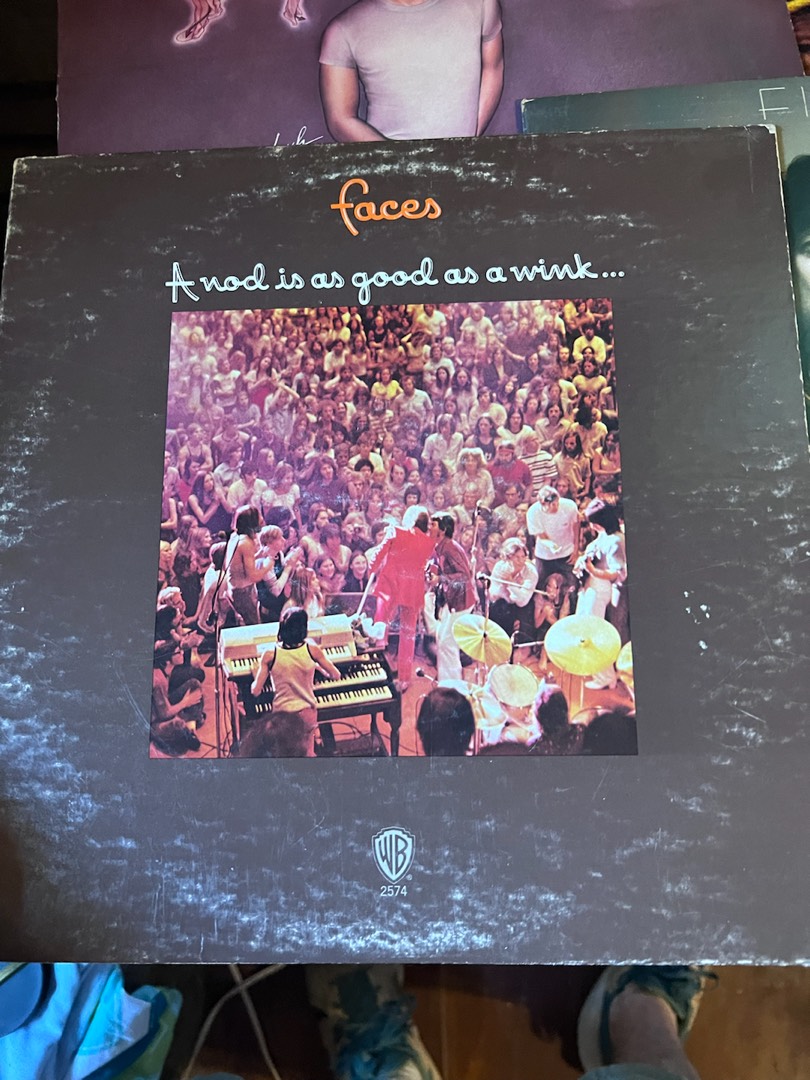 faces
A nod is as good as a wink...
WB
2574